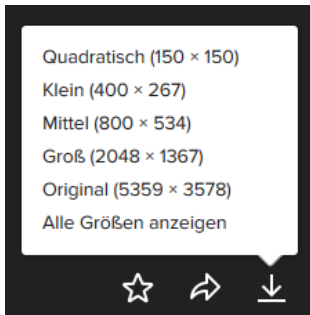 Quadratisch (150 × 150)
Klein (400 × 267)
Mittel (800 × 534)
Groß (2048 × 1367)
Original (5359 × 3578)
Alle Größen anzeigen